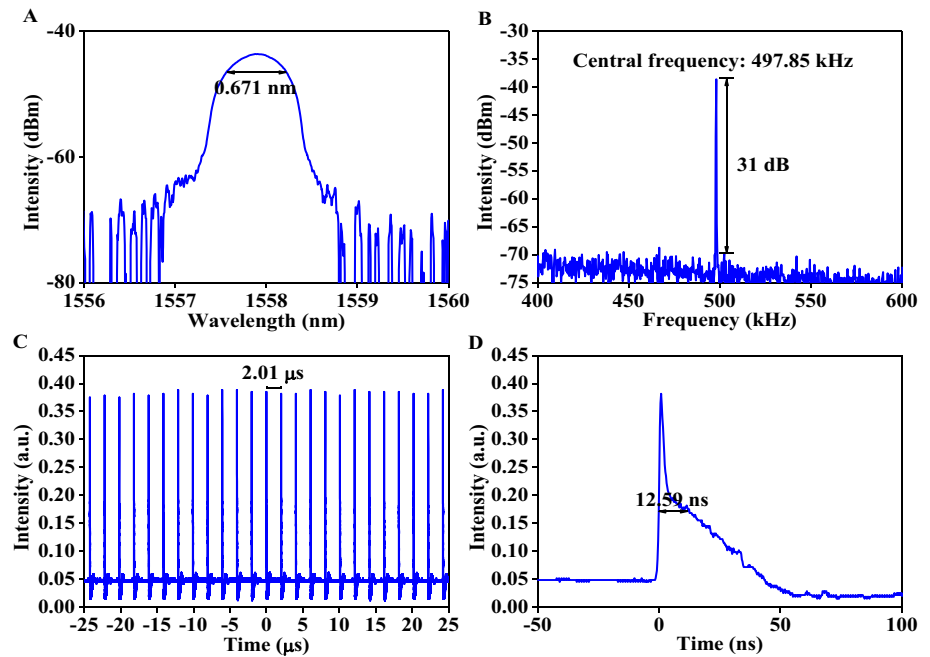 A
-40
-60
-80
Intensity (dBm)
0.671 nm
1556 1557 1558 1559 1560
Wavelength (nm)
B
-30
-35
-40
-45
-50
-55
-60
-65
-70
-75
Intensity (dBm)
Central frequency: 497.85 kHz
31 dB
400 450 500 550 600
Frequency (kHz)
C
0.45
0.40
0.35
0.30
0.25
0.20
0.15
0.10
0.05
0.00
Intensity (a.u.)
2.01 μs
-25 -20 -15 -10 -5 0 5 10 15 20 25
Time (μs)
D
0.45
0.40
0.35
0.30
0.25
0.20
0.15
0.10
0.05
0.00
Intensity (a.u.)
12.59 ns
-50 0 50 100
Time (ns)